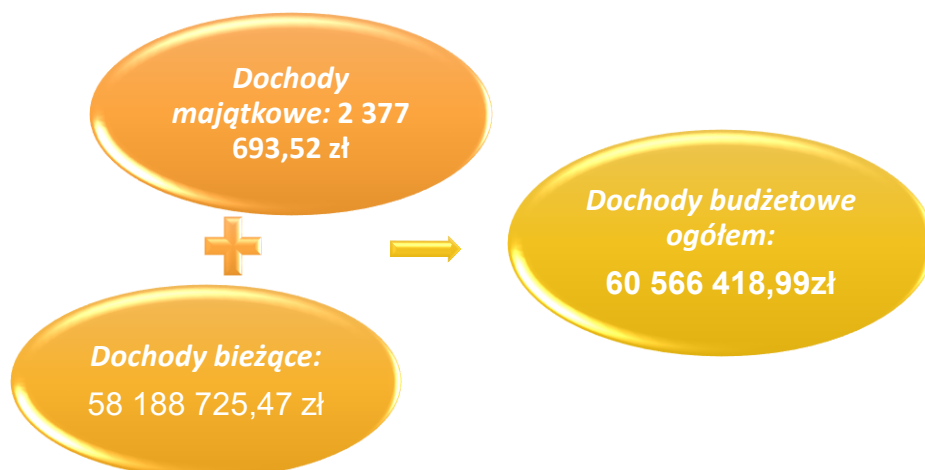 Dochody
majątkowe: 2 377
693,52 zł
Dochody budżetowe
ogółem:
60 566 418,99zł
Dochody bieżące:
58 188 725,47 zł